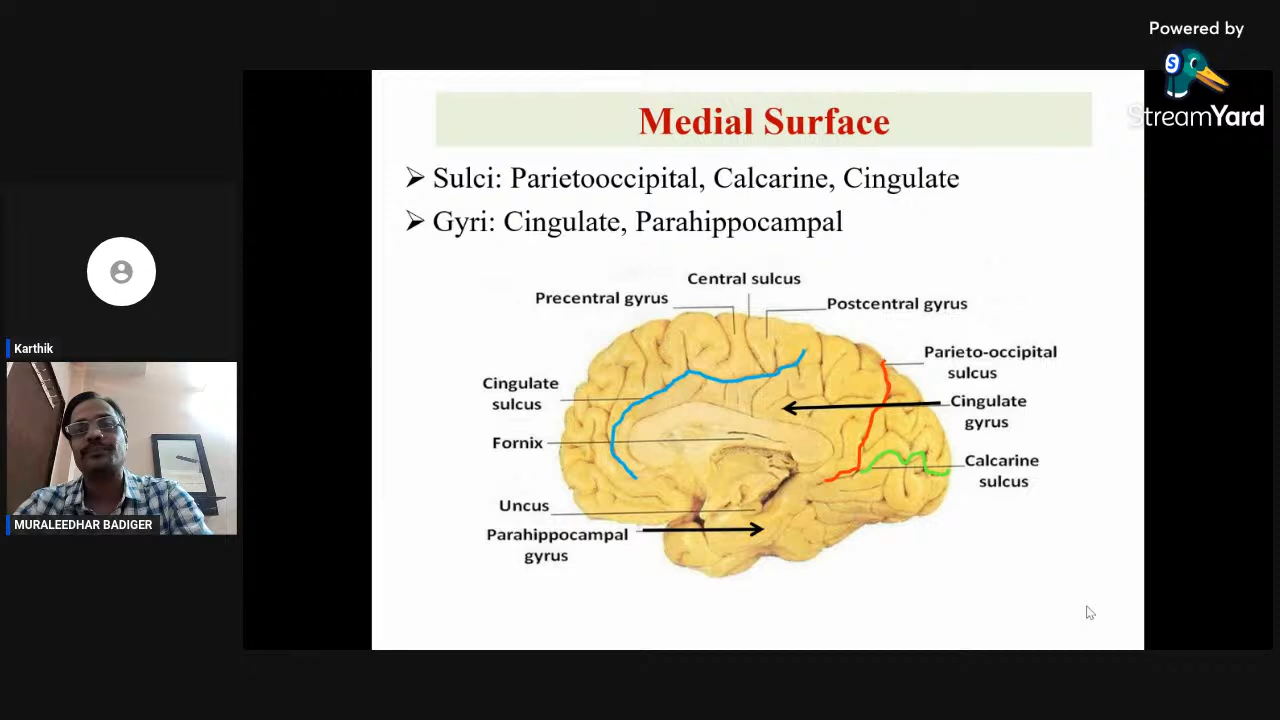 Powered by
S
StreamYard
Medial Surface
➢ Sulci: Parietooccipital, Calcarine, Cingulate
➢ Gyri: Cingulate, Parahippocampal
Central sulcus
Precentral gyrus
Postcentral gyrus
Parieto-occipital
sulcus
Cingulate
sulcus
Cingulate
gyrus
Fornix
Calcarine
sulcus
Uncus
Parahippocampal
gyrus
Karthik
MURALEEDHAR BADIGER